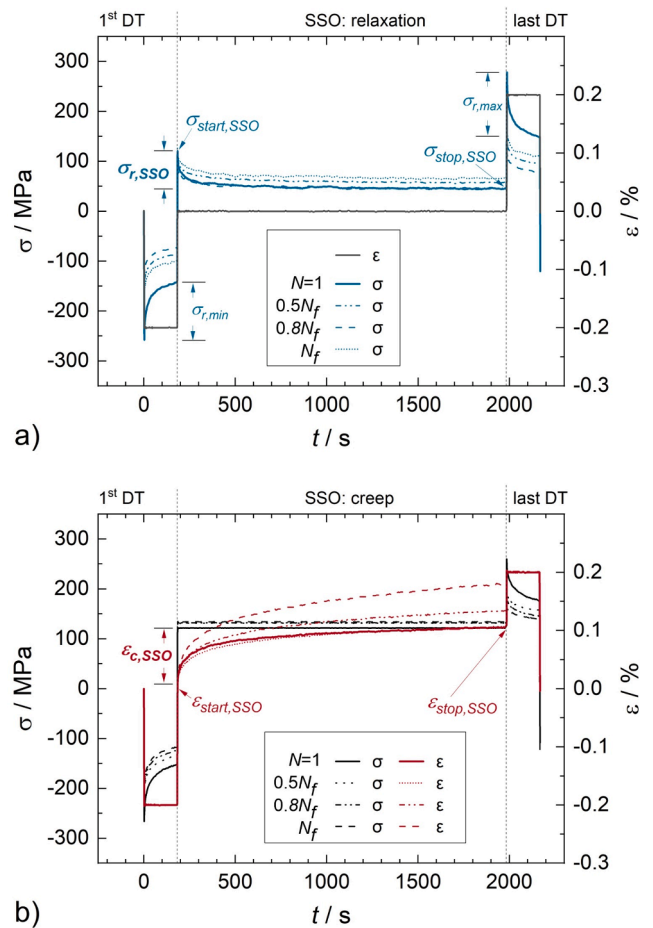 1st DT SSO: relaxation last DT
300
200
100
0
-100
-200
-300
σ / MPa
0.2
0.1
0.0
-0.1
-0.2
-0.3
ε / %
σstart,SSO
σr,SSO
σr,max
σstop,SSO
σr,min
ε
N=1 σ
0.5Nf σ
0.8Nf σ
Nf σ
0 500 1000 1500 2000
t / s
a)
1st DT SSO: creep last DT
300
200
100
0
-100
-200
-300
σ / MPa
0.2
0.1
0.0
-0.1
-0.2
-0.3
ε / %
εc,SSO
εstart,SSO
εstop,SSO
N=1 σ ε
0.5Nf σ ε
0.8Nf σ ε
Nf σ ε
0 500 1000 1500 2000
t / s
b)